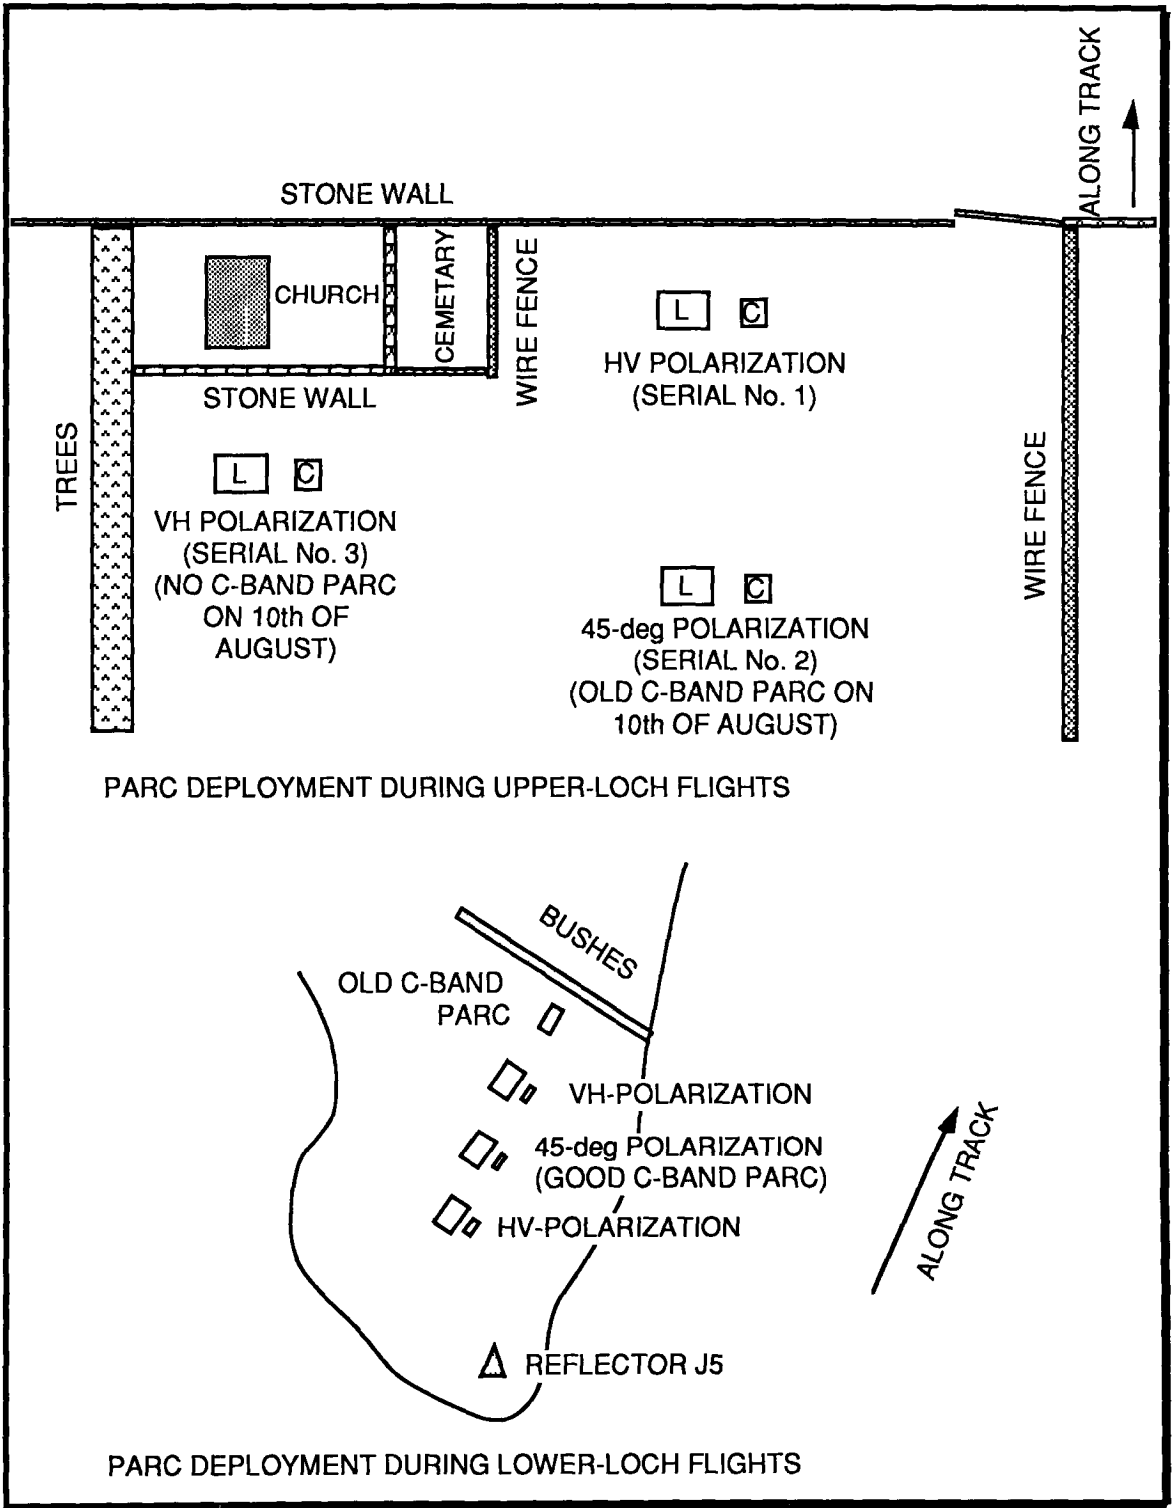 ALONG TRACK
STONE WALL
CHURCH
CEMETARY
WIRE FENCE
L C
HV POLARIZATION
(SERIAL No. 1)
STONE WALL
TREES
L C
VH POLARIZATION
(SERIAL No. 3)
(NO C-BAND PARC
ON 10th OF
AUGUST)
WIRE FENCE
L C
45-deg POLARIZATION
(SERIAL No. 2)
(OLD C-BAND PARC ON
10th OF AUGUST)
PARC DEPLOYMENT DURING UPPER-LOCH FLIGHTS
BUSHES
OLD C-BAND
PARC
VH-POLARIZATION
45-deg POLARIZATION
(GOOD C-BAND PARC)
HV-POLARIZATION
ALONG TRACK
REFLECTOR J5
PARC DEPLOYMENT DURING LOWER-LOCH FLIGHTS